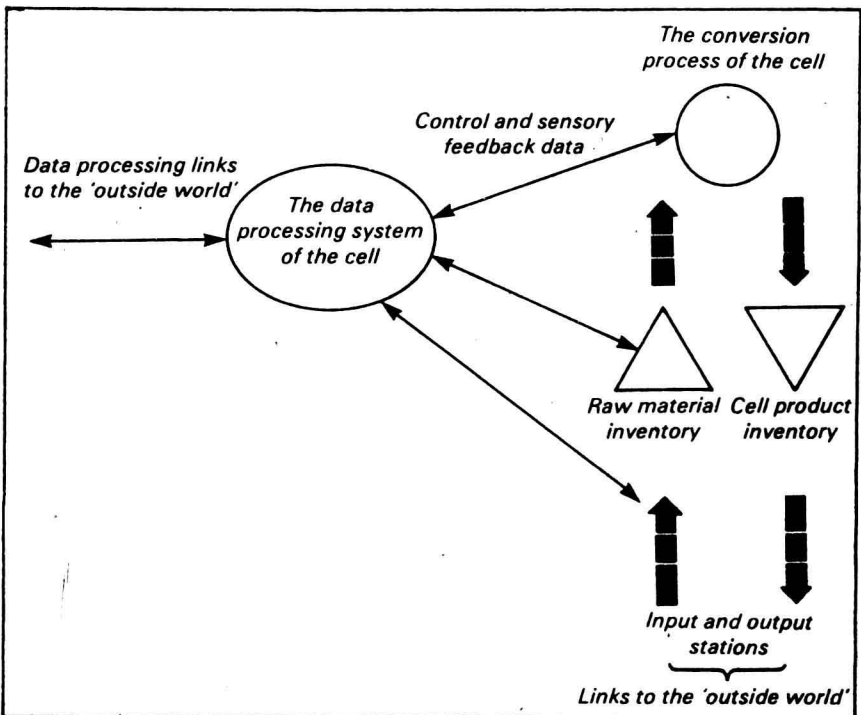 The conversion
process of the cell
Control and sensory
feedback data
Data processing links
to the 'outside world'
The data
processing system
of the cell
Raw material
inventory
Cell product
inventory
Input and output
stations
Links to the 'outside world'